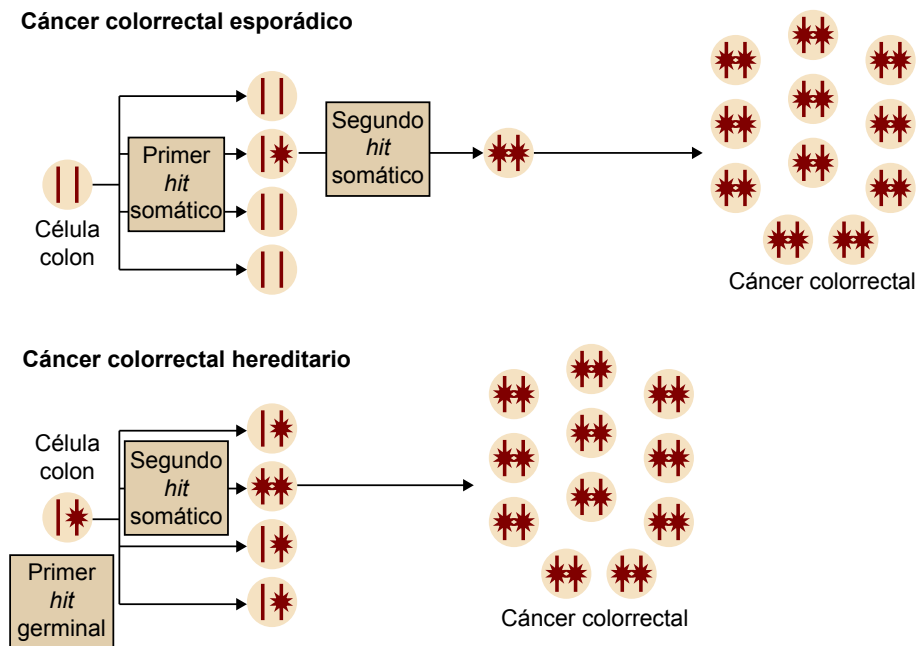 Cáncer colorrectal esporádico
Célula
colon
Primer
hit
somático
Segundo
hit
somático
Cáncer colorrectal
Cáncer colorrectal hereditario
Célula
colon
Primer
hit
germinal
Segundo
hit
somático
Cáncer colorrectal